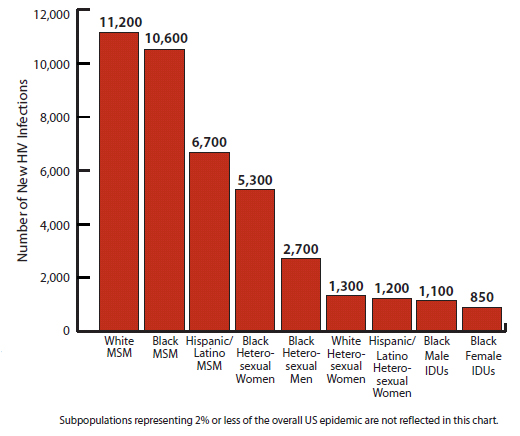 Number of New HIV Infections
12,000
10,000
8,000
6,000
4,000
2,000
0
11,200
10,600
6,700
5,300
2,700
1,300
1,200
1,100
850
White
MSM
Black
MSM
Hispanic/
Latino
MSM
Black
Hetero-
sexual
Women
Black
Hetero-
sexual
Men
White
Hetero-
sexual
Women
Hispanic/
Latino
Hetero-
sexual
Women
Black
Male
IDUs
Black
Female
IDUs
Subpopulations representing 2% or less of the overall US epidemic are not reflected in this chart.